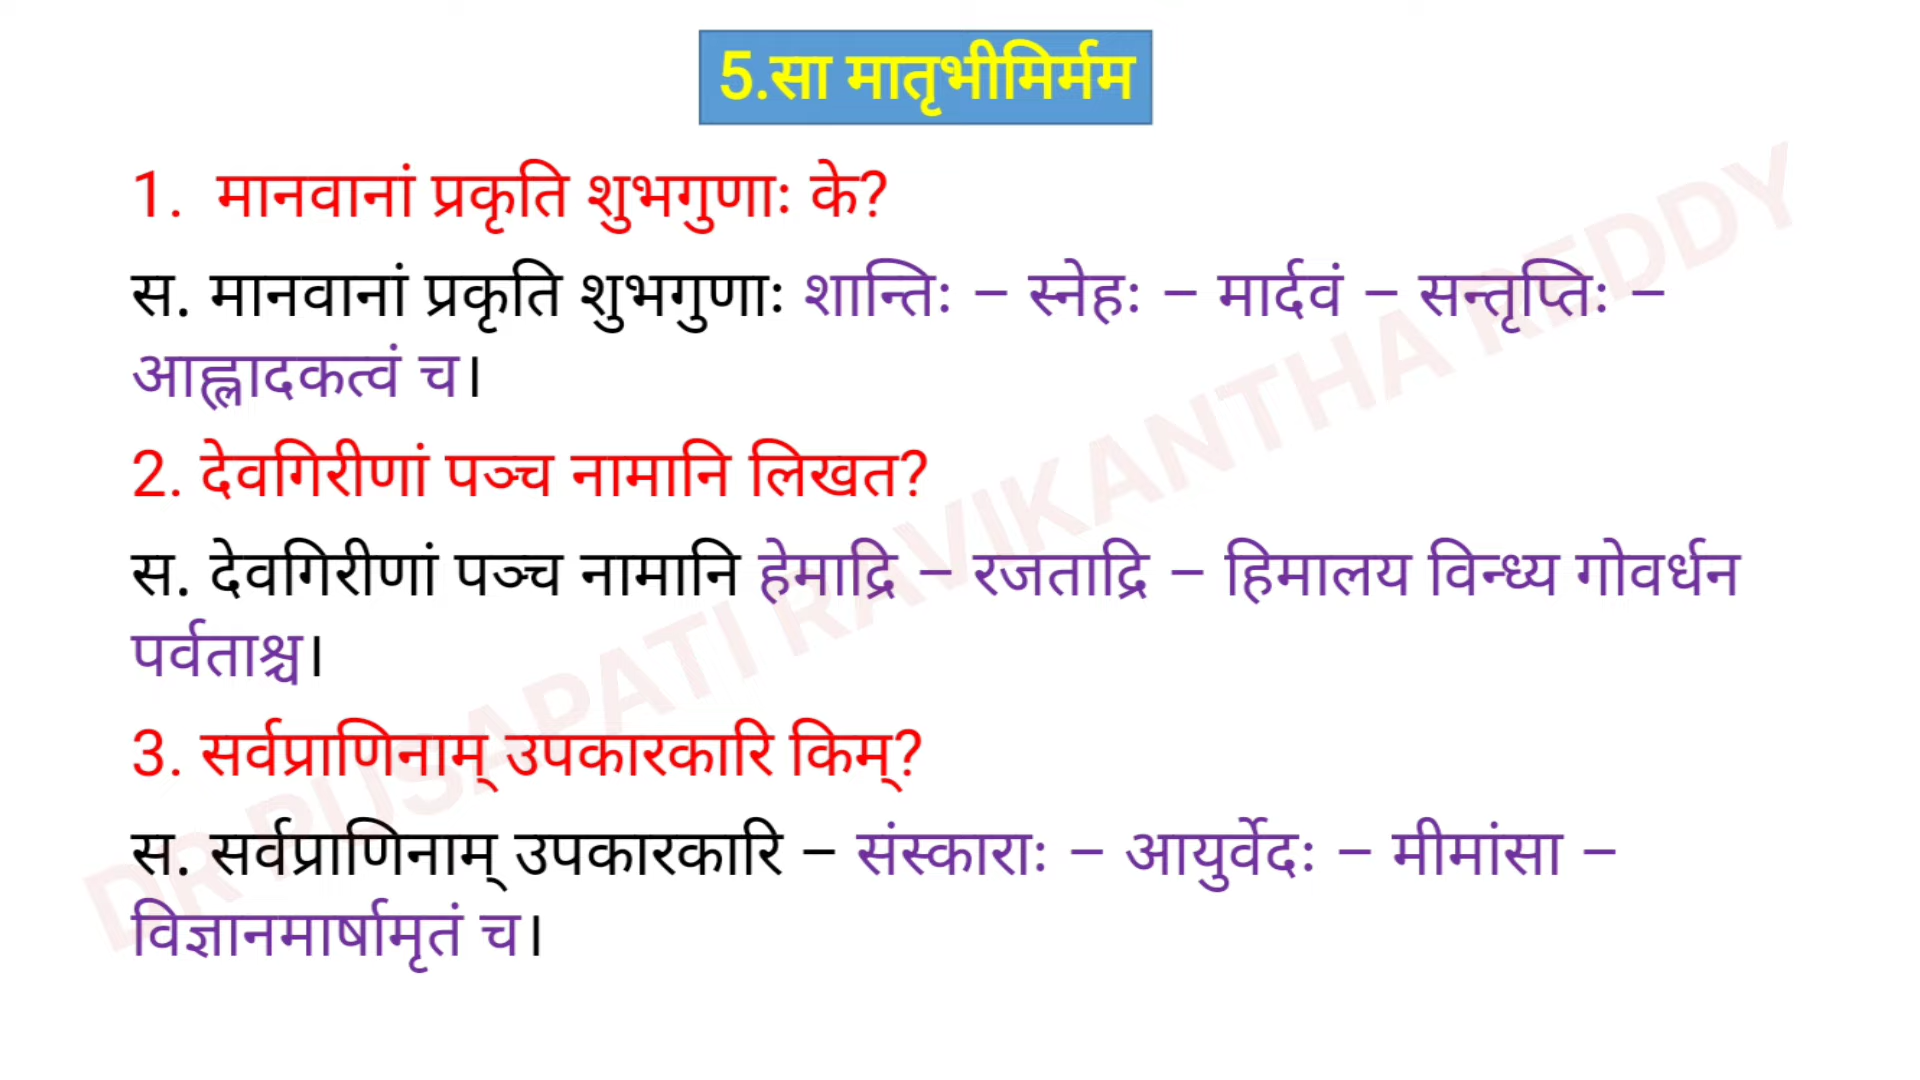 5.सा मातृभीमिर्मम
1. मानवानां प्रकृति शुभगुणाः के?
स. मानवानां प्रकृति शुभगुणाः शान्तिः – स्नेहः – मार्दवं – सन्तृप्तिः –
आह्लादकत्वं च।
2. देवगिरीणां पञ्च नामानि लिखत?
स. देवगिरीणां पञ्च नामानि हेमाद्रि – रजताद्रि – हिमालय विन्ध्य गोवर्धन
पर्वताश्च।
3. सर्वप्राणिनाम् उपकारकारि किम्?
स. सर्वप्राणिनाम् उपकारकारि – संस्काराः – आयुर्वेदः – मीमांसा –
विज्ञानमार्षामृतं च।
DR PUSAPATI RAVIKANTHA REDDY